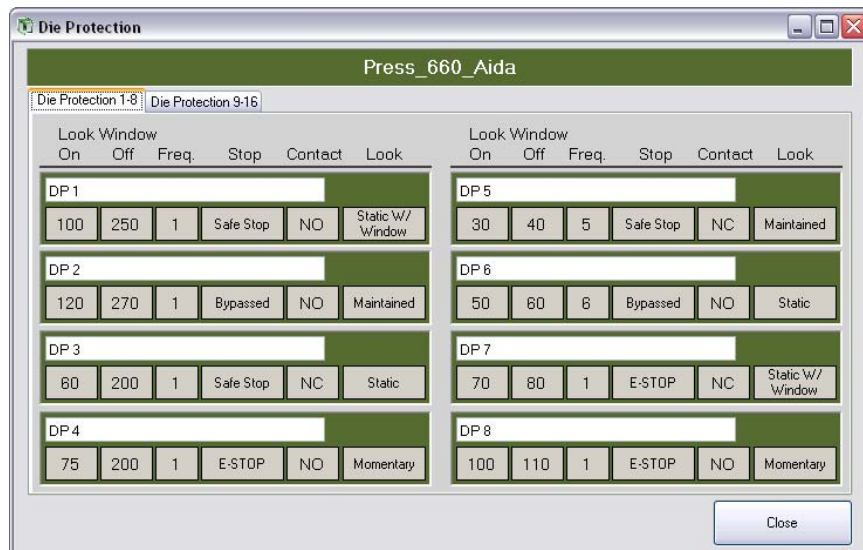 Die Protection
Press_660_Aida
Die Protection 1-8 Die Protection 9-16
Look Window
On Off Freq. Stop Contact Look
DP 1
100 250 1 Safe Stop NO Static W/ Window
DP 2
120 270 1 Bypassed NO Maintained
DP 3
60 200 1 Safe Stop NC Static
DP 4
75 200 1 E-STOP NO Momentary
Look Window
On Off Freq. Stop Contact Look
DP 5
30 40 5 Safe Stop NC Maintained
DP 6
50 60 6 Bypassed NO Static
DP 7
70 80 1 E-STOP NC Static W/ Window
DP 8
100 110 1 E-STOP NO Momentary
Close